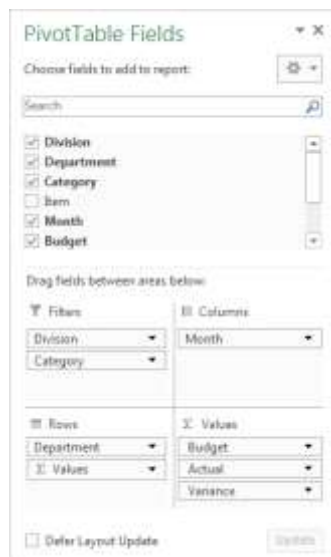 PivotTable Fields
Choose fields to add to report:
Search
Division
Department
Category
Item
Month
Budget
Drag fields between areas below:
Filters
Columns
Division
Month
Category
Rows
Σ Values
Department
Budget
Σ Values
Actual
Variance
Defer Layout Update
Update